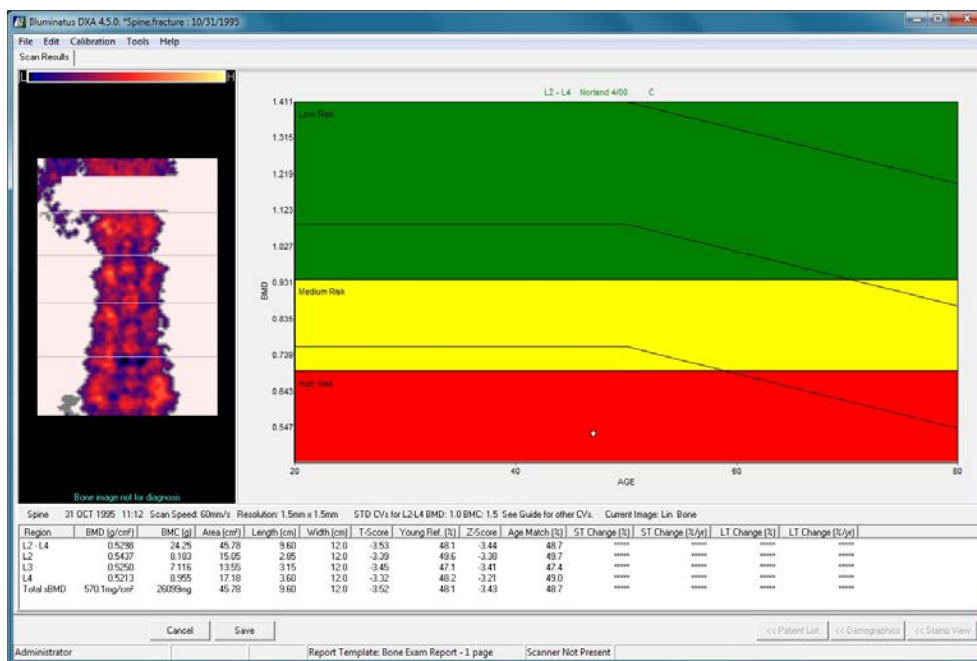 Illuminatus DXA 4.5.0: *Spine.fracture : 10/31/1995
File Edit Calibration Tools Help
Scan Results
L H
L2 - L4 Norland 4/00 C
1.411
Low Risk
1.315
1.219
1.123
1.027
0.931
BMD
Medium Risk
0.835
0.739
High Risk
0.643
0.547
20 40 60 80
AGE
Bone image not for diagnosis
Spine 31 OCT 1995 11:12 Scan Speed: 60mm/s Resolution: 1.5mm x 1.5mm STD CVs for L2-L4 BMD: 1.0 BMC: 1.5 See Guide for other CVs. Current Image: Lin Bone
Region BMD (g/cm²) BMC (g) Area (cm²) Length (cm) Width (cm) T-Score Young Ref. (%) Z-Score Age Match (%) ST Change (%) ST Change (%/yr) LT Change (%) LT Change (%/yr)
L2 - L4 0.5298 24.25 45.78 9.60 12.0 -3.53 48.1 -3.44 48.7 ***** ***** ***** *****
L2 0.5437 8.183 15.05 2.85 12.0 -3.39 49.6 -3.30 49.7 ***** ***** ***** *****
L3 0.5250 7.116 13.55 3.15 12.0 -3.45 47.1 -3.41 47.4 ***** ***** ***** *****
L4 0.5213 8.955 17.18 3.60 12.0 -3.32 48.2 -3.21 49.0 ***** ***** ***** *****
Total sBMD 570.1mg/cm² 26099mg 45.78 9.60 12.0 -3.52 48.1 -3.43 48.7 ***** ***** ***** *****
Cancel Save << Patient List << Demographics << Stamp View
Administrator Report Template: Bone Exam Report - 1 page Scanner Not Present